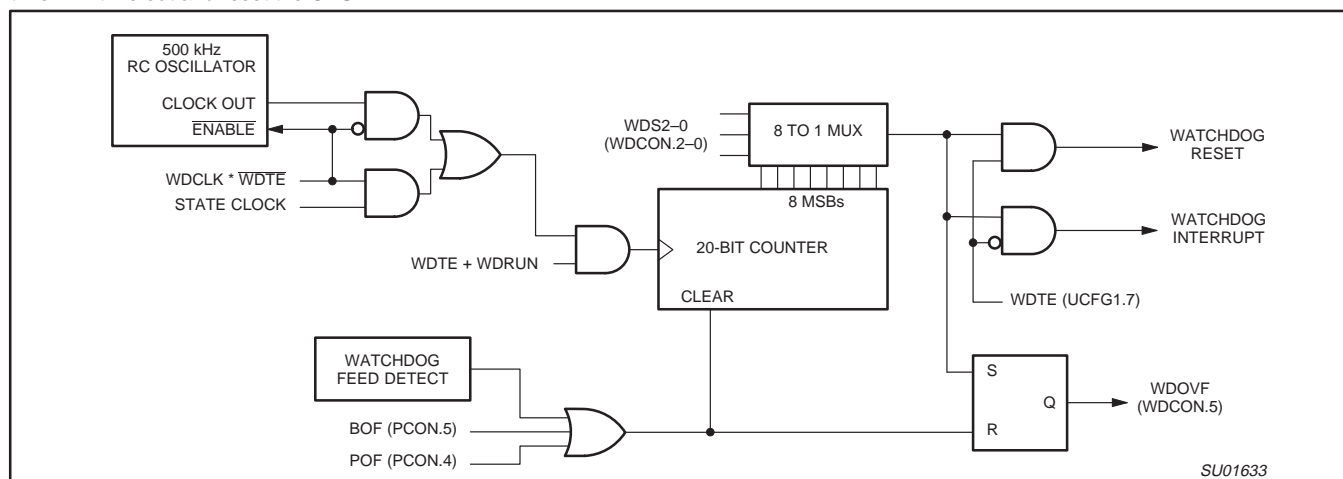 500 kHz
RC OSCILLATOR
CLOCK OUT
ENABLE
WDCLK * WDTE
STATE CLOCK
WDS2–0
(WDCON.2–0)
8 TO 1 MUX
WATCHDOG
RESET
8 MSBs
WATCHDOG
INTERRUPT
20-BIT COUNTER
WDTE + WDRUN
CLEAR
WDTE (UCFG1.7)
WATCHDOG
FEED DETECT
S
Q
WDOVF
(WDCON.5)
BOF (PCON.5)
R
POF (PCON.4)
SU01633